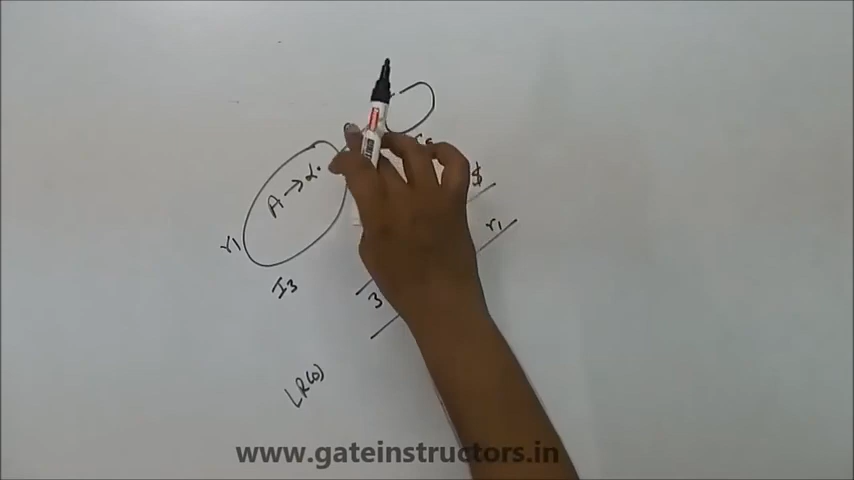 A → α.
r1
I3
$
r1
3
LR(0)
www.gateinstructors.in